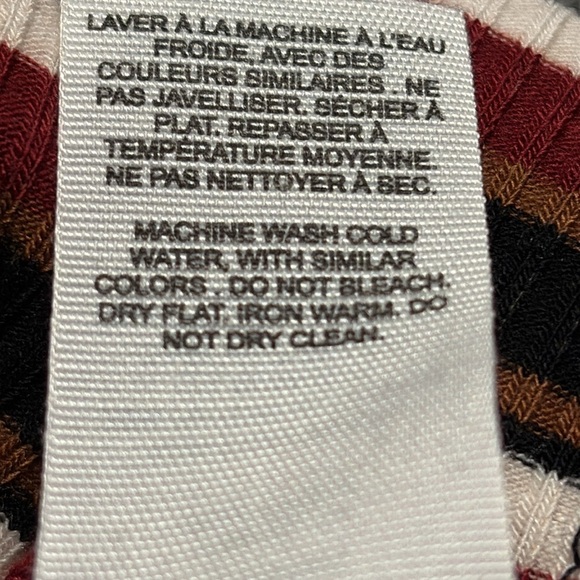 LAVER À LA MACHINE À L'EAU
FROIDE, AVEC DES
COULEURS SIMILAIRES . NE
PAS JAVELLISER. SÉCHER À
PLAT. REPASSER À
TEMPÉRATURE MOYENNE.
NE PAS NETTOYER À SEC.
MACHINE WASH COLD
WATER, WITH SIMILAR
COLORS . DO NOT BLEACH.
DRY FLAT. IRON WARM. DO
NOT DRY CLEAN.